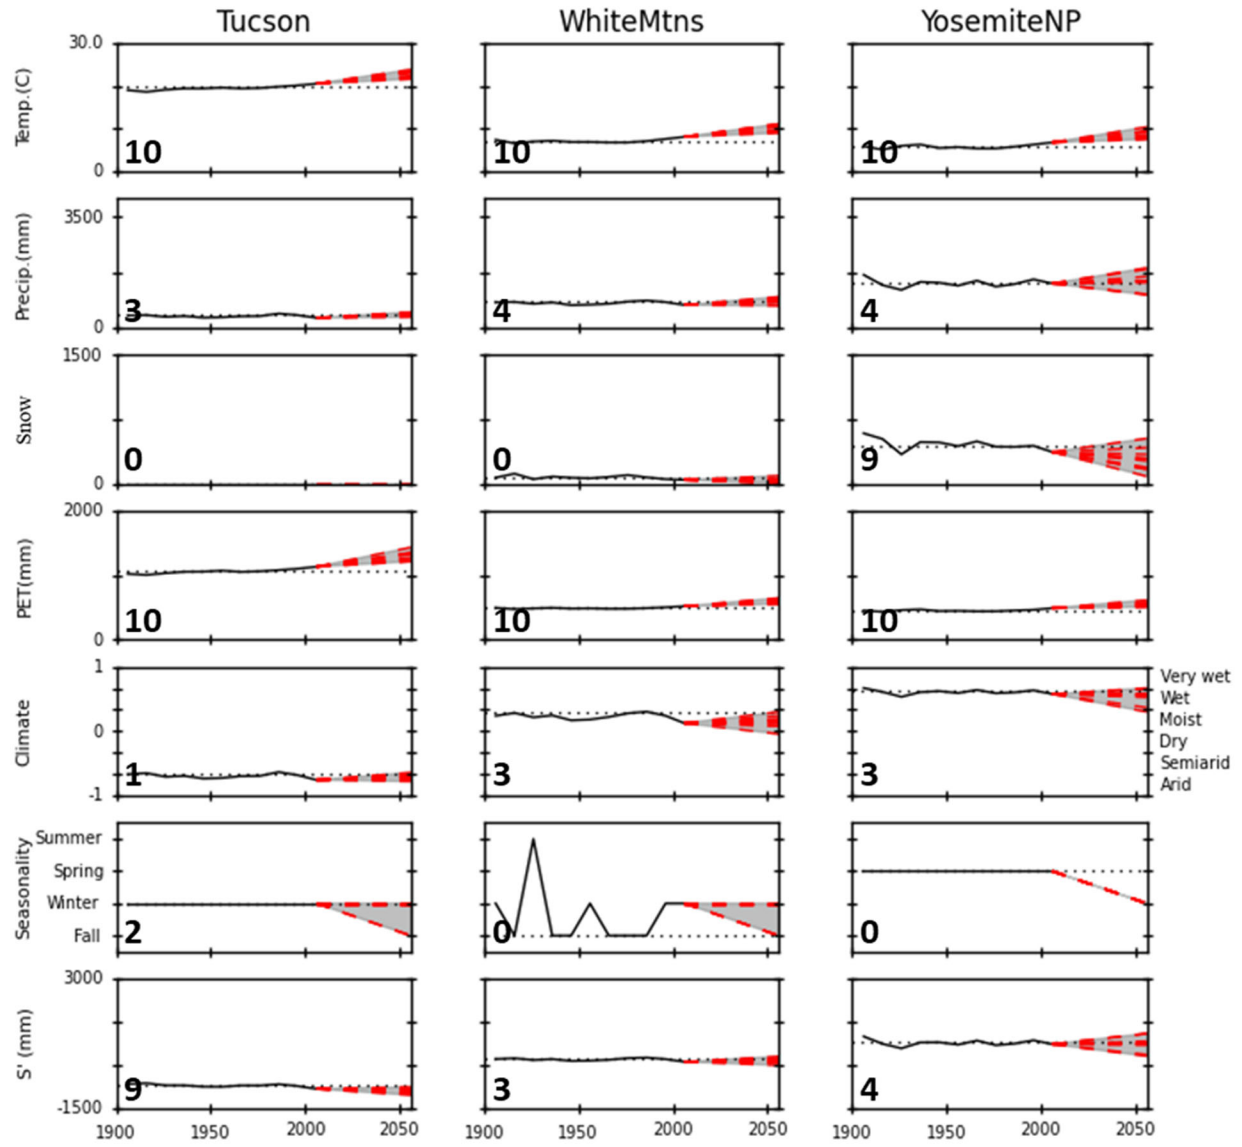 Tucson WhiteMtns YosemiteNP
Temp.(C) 30.0 0 10 10 10
Precip.(mm) 3500 0 3 4 4
Snow 1500 0 0 0 9
PET(mm) 2000 0 10 10 10
Climate 1 0 -1 1 3 3
Very wet
Wet
Moist
Dry
Semiarid
Arid
Seasonality
Summer
Spring
Winter
Fall
2 0 0
S' (mm) 3000 -1500 9 3 4
1900 1950 2000 2050 1900 1950 2000 2050 1900 1950 2000 2050